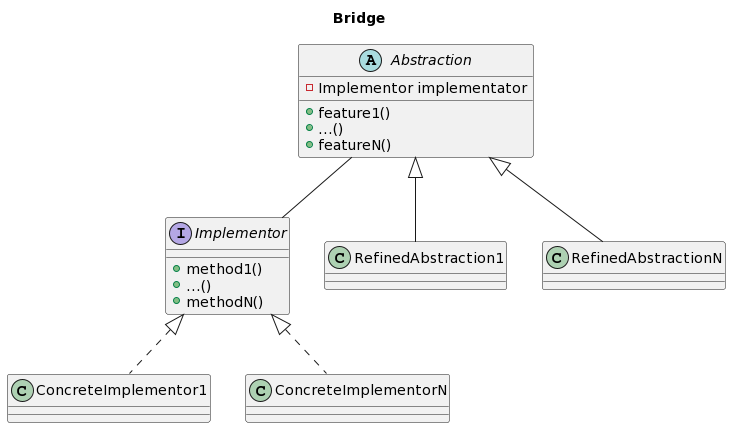 Bridge
A Abstraction
Implementor implementator
feature1()
...()
featureN()
I Implementor
method1()
...()
methodN()
C RefinedAbstraction1
C RefinedAbstractionN
C ConcreteImplementor1
C ConcreteImplementorN